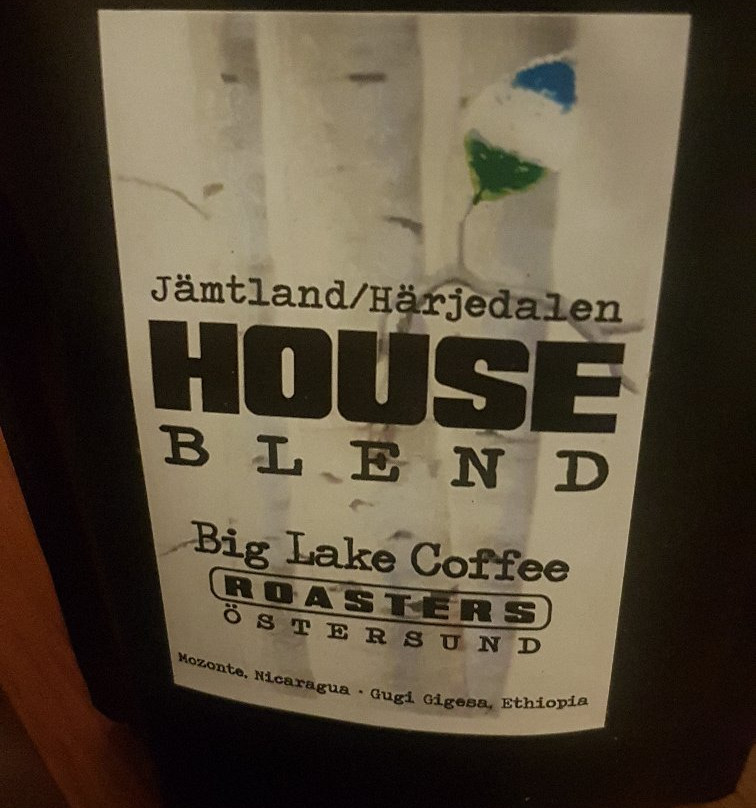 Jämtland/Härjedalen
HOUSE
BLEND
Big Lake Coffee
ROASTERS
ÖSTERSUND
Mozonte, Nicaragua · Gugi Gigesa, Ethiopia